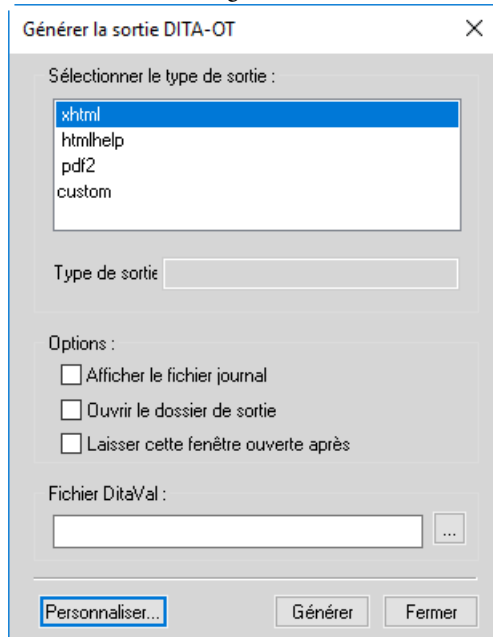 Générer la sortie DITA-OT
Sélectionner le type de sortie :
xhtml
htmlhelp
pdf2
custom
Type de sortie
Options :
Afficher le fichier journal
Ouvrir le dossier de sortie
Laisser cette fenêtre ouverte après
Fichier DitaVal :
...
Personnaliser... Générer Fermer